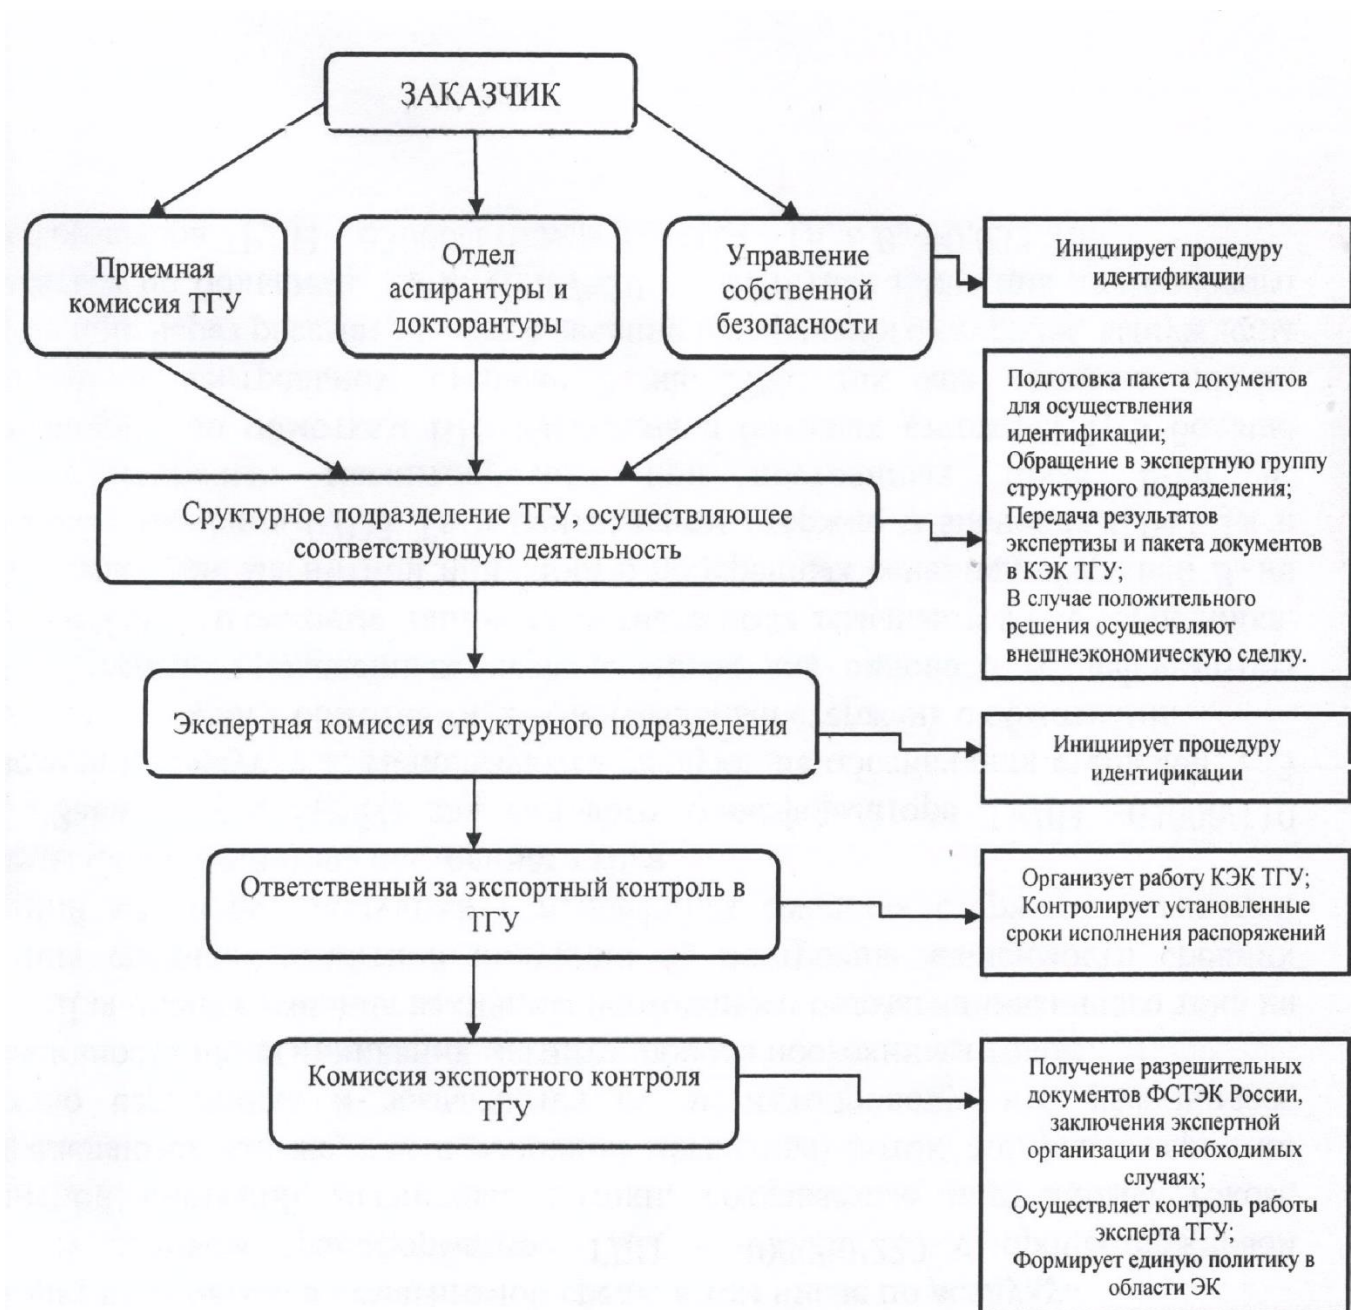 ЗАКАЗЧИК
Приемная
комиссия ТГУ
Отдел
аспирантуры и
докторантуры
Управление
собственной
безопасности
Инициирует процедуру
идентификации
Подготовка пакета документов
для осуществления
идентификации;
Обращение в экспертную группу
структурного подразделения;
Передача результатов
экспертизы и пакета документов
в КЭК ТГУ;
В случае положительного
решения осуществляют
внешнеэкономическую сделку.
Сруктурное подразделение ТГУ, осуществляющее
соответствующую деятельность
Экспертная комиссия структурного подразделения
Инициирует процедуру
идентификации
Ответственный за экспортный контроль в
ТГУ
Организует работу КЭК ТГУ;
Контролирует установленные
сроки исполнения распоряжений
Комиссия экспортного контроля
ТГУ
Получение разрешительных
документов ФСТЭК России,
заключения экспертной
организации в необходимых
случаях;
Осуществляет контроль работы
эксперта ТГУ;
Формирует единую политику в
области ЭК